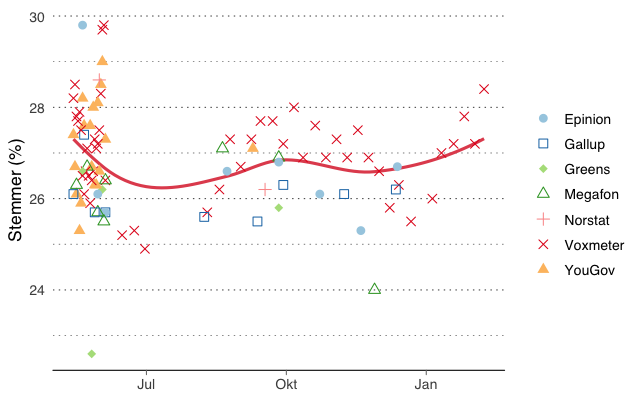 30
28
26
24
Stemmer (%)
Jul
Okt
Jan
Epinion
Gallup
Greens
Megafon
Norstat
Voxmeter
YouGov